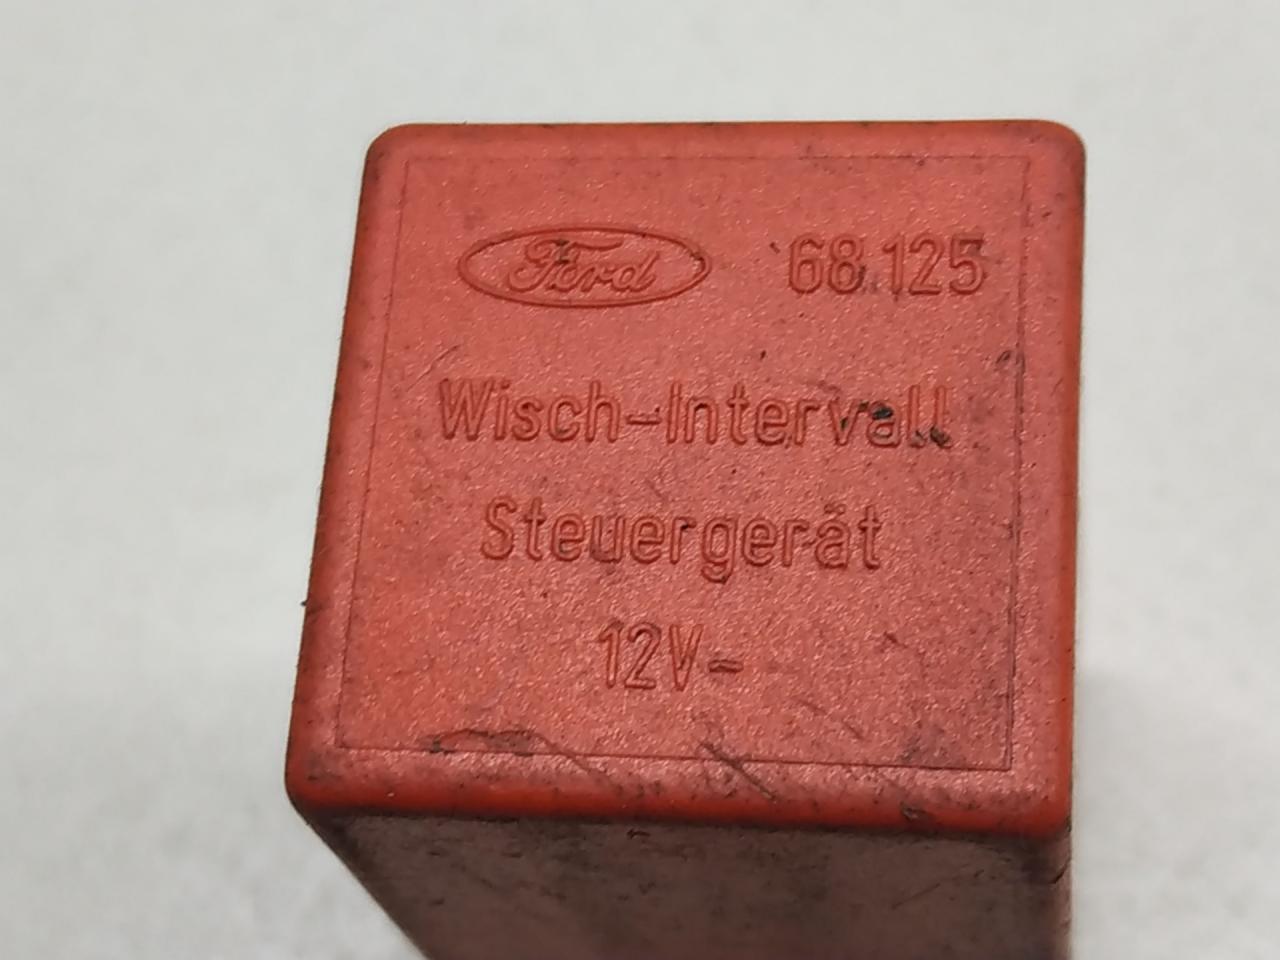 Ford 68.125
Wisch-Intervall
Steuergerät
12V-